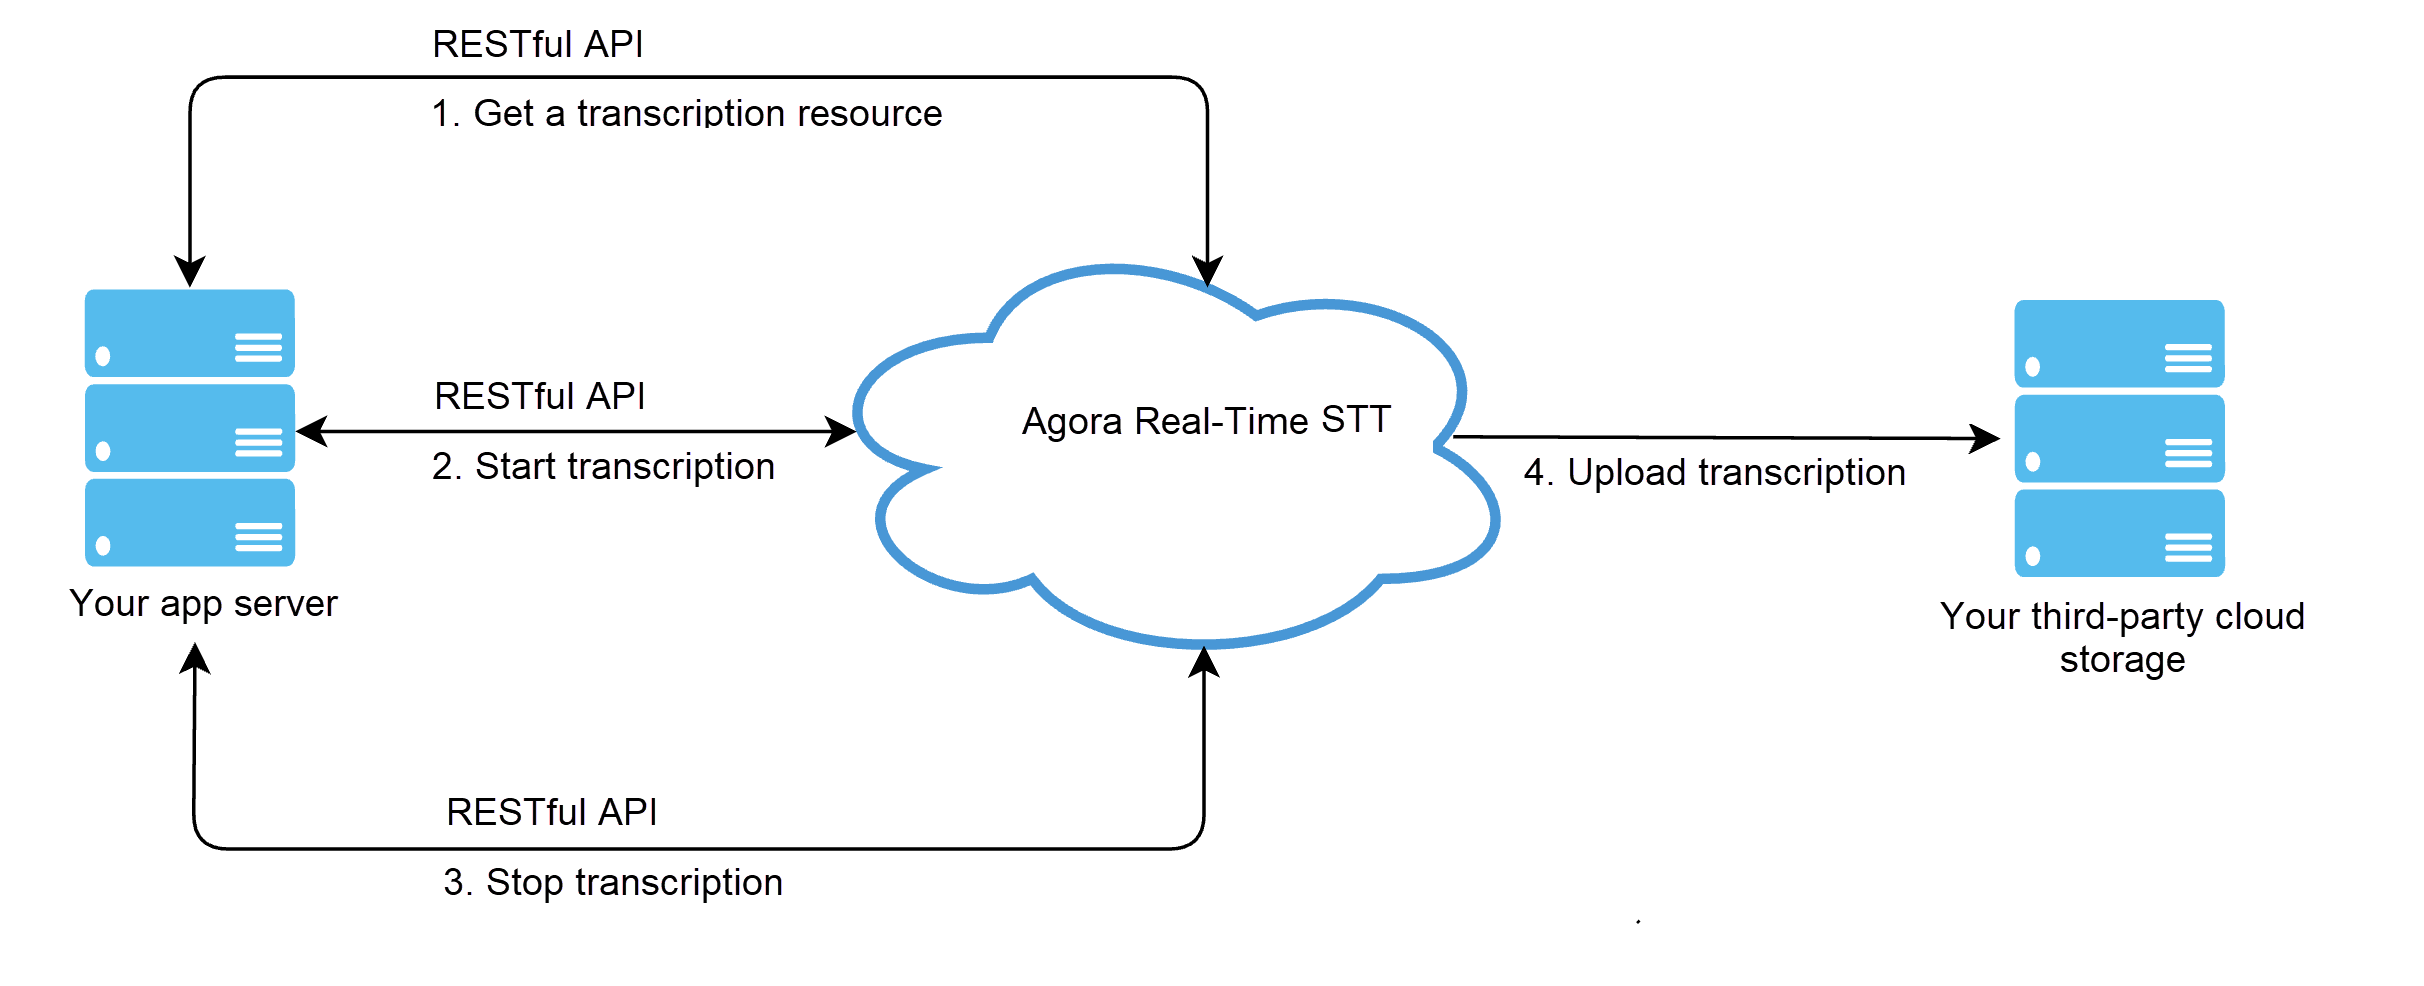 RESTful API
1. Get a transcription resource
RESTful API
2. Start transcription
Agora Real-Time STT
4. Upload transcription
Your app server
Your third-party cloud
storage
RESTful API
3. Stop transcription